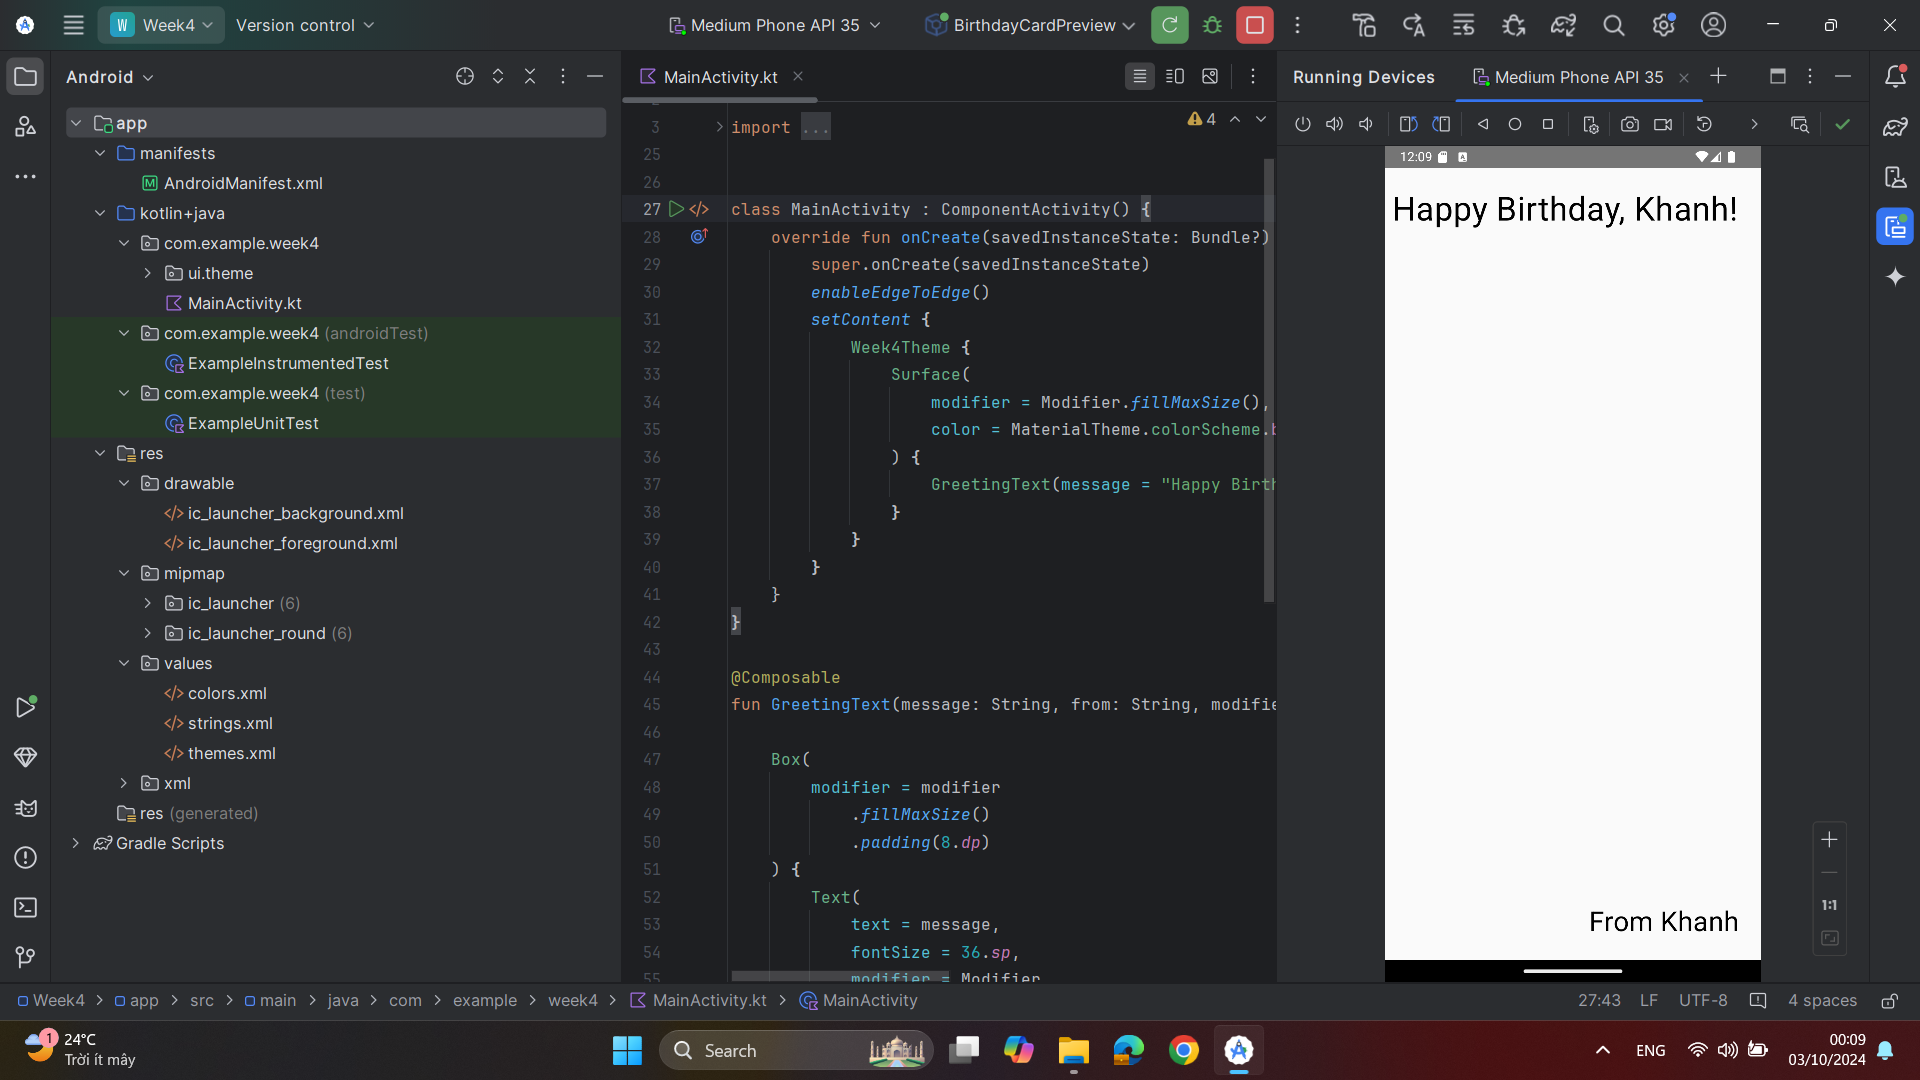 W Week4 Version control Medium Phone API 35 BirthdayCardPreview
Android MainActivity.kt Running Devices Medium Phone API 35
app
manifests
AndroidManifest.xml
kotlin+java
com.example.week4
ui.theme
MainActivity.kt
com.example.week4 (androidTest)
ExampleInstrumentedTest
com.example.week4 (test)
ExampleUnitTest
res
drawable
ic_launcher_background.xml
ic_launcher_foreground.xml
mipmap
ic_launcher (6)
ic_launcher_round (6)
values
colors.xml
strings.xml
themes.xml
xml
res (generated)
Gradle Scripts
4
3 import ...
25
26
27 class MainActivity : ComponentActivity() {
28 override fun onCreate(savedInstanceState: Bundle?)
29 super.onCreate(savedInstanceState)
30 enableEdgeToEdge()
31 setContent {
32 Week4Theme {
33 Surface(
34 modifier = Modifier.fillMaxSize(),
35 color = MaterialTheme.colorScheme.
36 ) {
37 GreetingText(message = "Happy Birth
38 }
39 }
40 }
41 }
42 }
43
44 @Composable
45 fun GreetingText(message: String, from: String, modifie
46
47 Box(
48 modifier = modifier
49 .fillMaxSize()
50 .padding(8.dp)
51 ) {
52 Text(
53 text = message,
54 fontSize = 36.sp,
55 modifier = Modifier
12:09
Happy Birthday, Khanh!
From Khanh
1:1
Week4 > app > src > main > java > com > example > week4 > MainActivity.kt > MainActivity 27:43 LF UTF-8 4 spaces
1
24°C
Trời ít mây
Search
ENG
00:09
03/10/2024